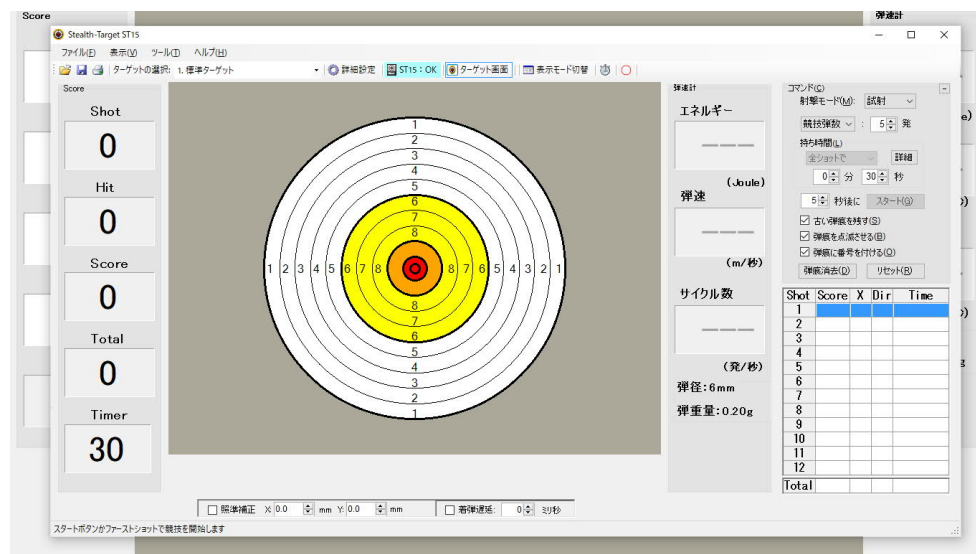 Score
弾速計
Stealth-Target ST15
ファイル(F) 表示(V) ツール(T) ヘルプ(H)
ターゲットの選択: 1. 標準ターゲット
詳細設定 ST15 : OK ターゲット画面 表示モード切替
Score
Shot
0
Hit
0
Score
0
Total
0
Timer
30
1
2
3
4
5
6
7
8
1 2 3 4 5 6 7 8 8 7 6 5 4 3 2 1
8
7
6
5
4
3
2
1
弾速計
エネルギー
---
(Joule)
弾速
---
(m/秒)
サイクル数
---
(発/秒)
弾径:6mm
弾重量:0.20g
コマンド(C)
射撃モード(M): 試射
競技弾数 : 5 発
持ち時間(L)
全ショットで 詳細
0 分 30 秒
5 秒後に スタート(G)
古い弾痕を残す(S)
弾痕を点滅させる(B)
弾痕に番号を付ける(O)
弾痕消去(D) リセット(R)
Shot Score X Dir Time
1
2
3
4
5
6
7
8
9
10
11
12
Total
照準補正 X: 0.0 mm Y: 0.0 mm
着弾遅延: 0 ミリ秒
スタートボタンかファーストショットで競技を開始します